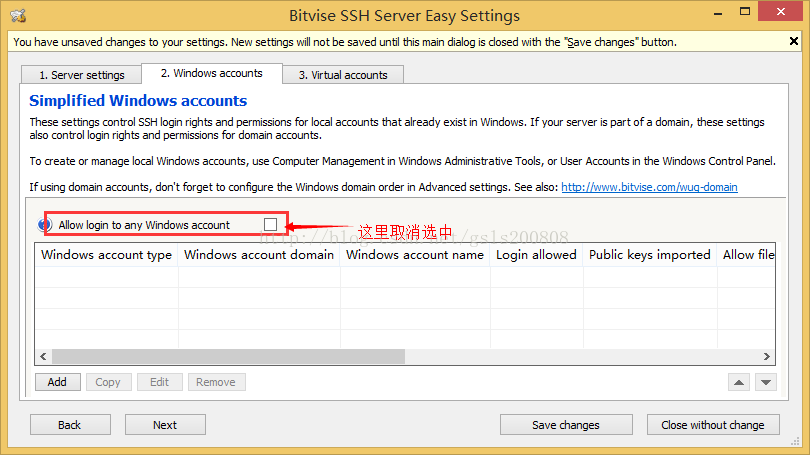 Bitvise SSH Server Easy Settings
You have unsaved changes to your settings. New settings will not be saved until this main dialog is closed with the "Save changes" button.
1. Server settings
2. Windows accounts
3. Virtual accounts
Simplified Windows accounts
These settings control SSH login rights and permissions for local accounts that already exist in Windows. If your server is part of a domain, these settings
also control login rights and permissions for domain accounts.
To create or manage local Windows accounts, use Computer Management in Windows Administrative Tools, or User Accounts in the Windows Control Panel.
If using domain accounts, don't forget to configure the Windows domain order in Advanced settings. See also: http://www.bitvise.com/wug-domain
Allow login to any Windows account
这里取消选中
Windows account type Windows account domain Windows account name Login allowed Public keys imported Allow file
Add Copy Edit Remove
Back Next Save changes Close without change